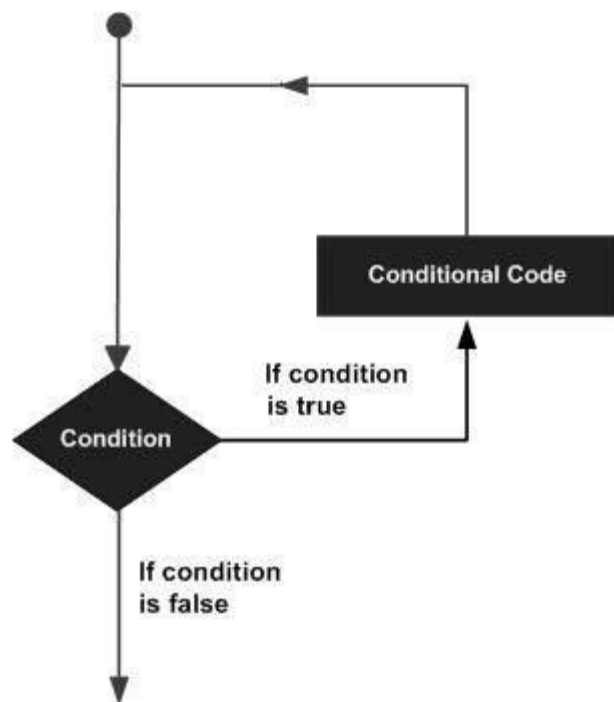 Conditional Code
If condition
is true
Condition
If condition
is false